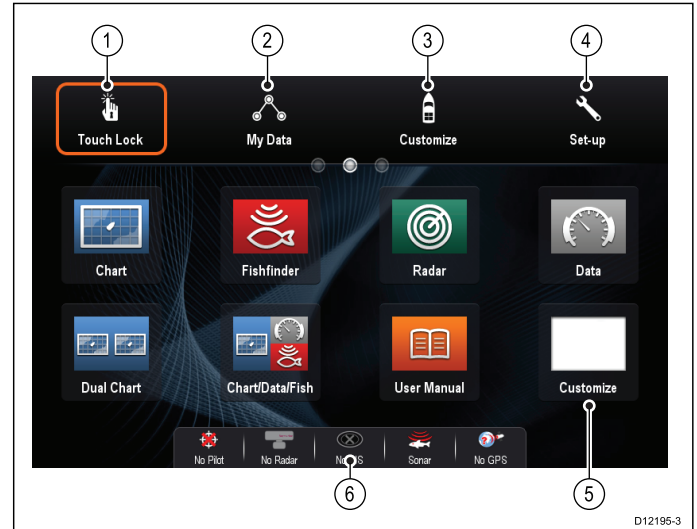 1 2 3 4
Touch Lock My Data Customize Set-up
Chart Fishfinder Radar Data
Dual Chart Chart/Data/Fish User Manual Customize
No Pilot No Radar Sonar No GPS
6 5
D12195-3